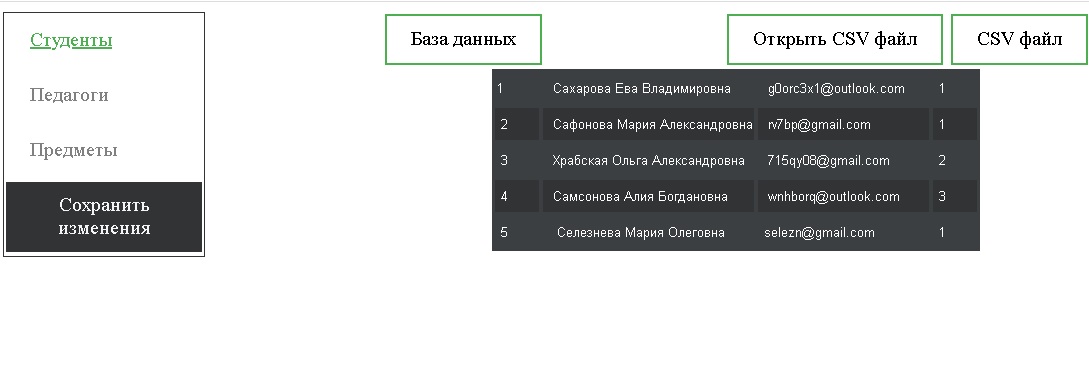 Студенты
База данных
Открыть CSV файл
CSV файл
Педагоги
Предметы
Сохранить
изменения
1 Сахарова Ева Владимировна g0orc3x1@outlook.com 1
2 Сафонова Мария Александровна rv7bp@gmail.com 1
3 Храбская Ольга Александровна 715qy08@gmail.com 2
4 Самсонова Алия Богдановна wnhborq@outlook.com 3
5 Селезнева Мария Олеговна selezn@gmail.com 1